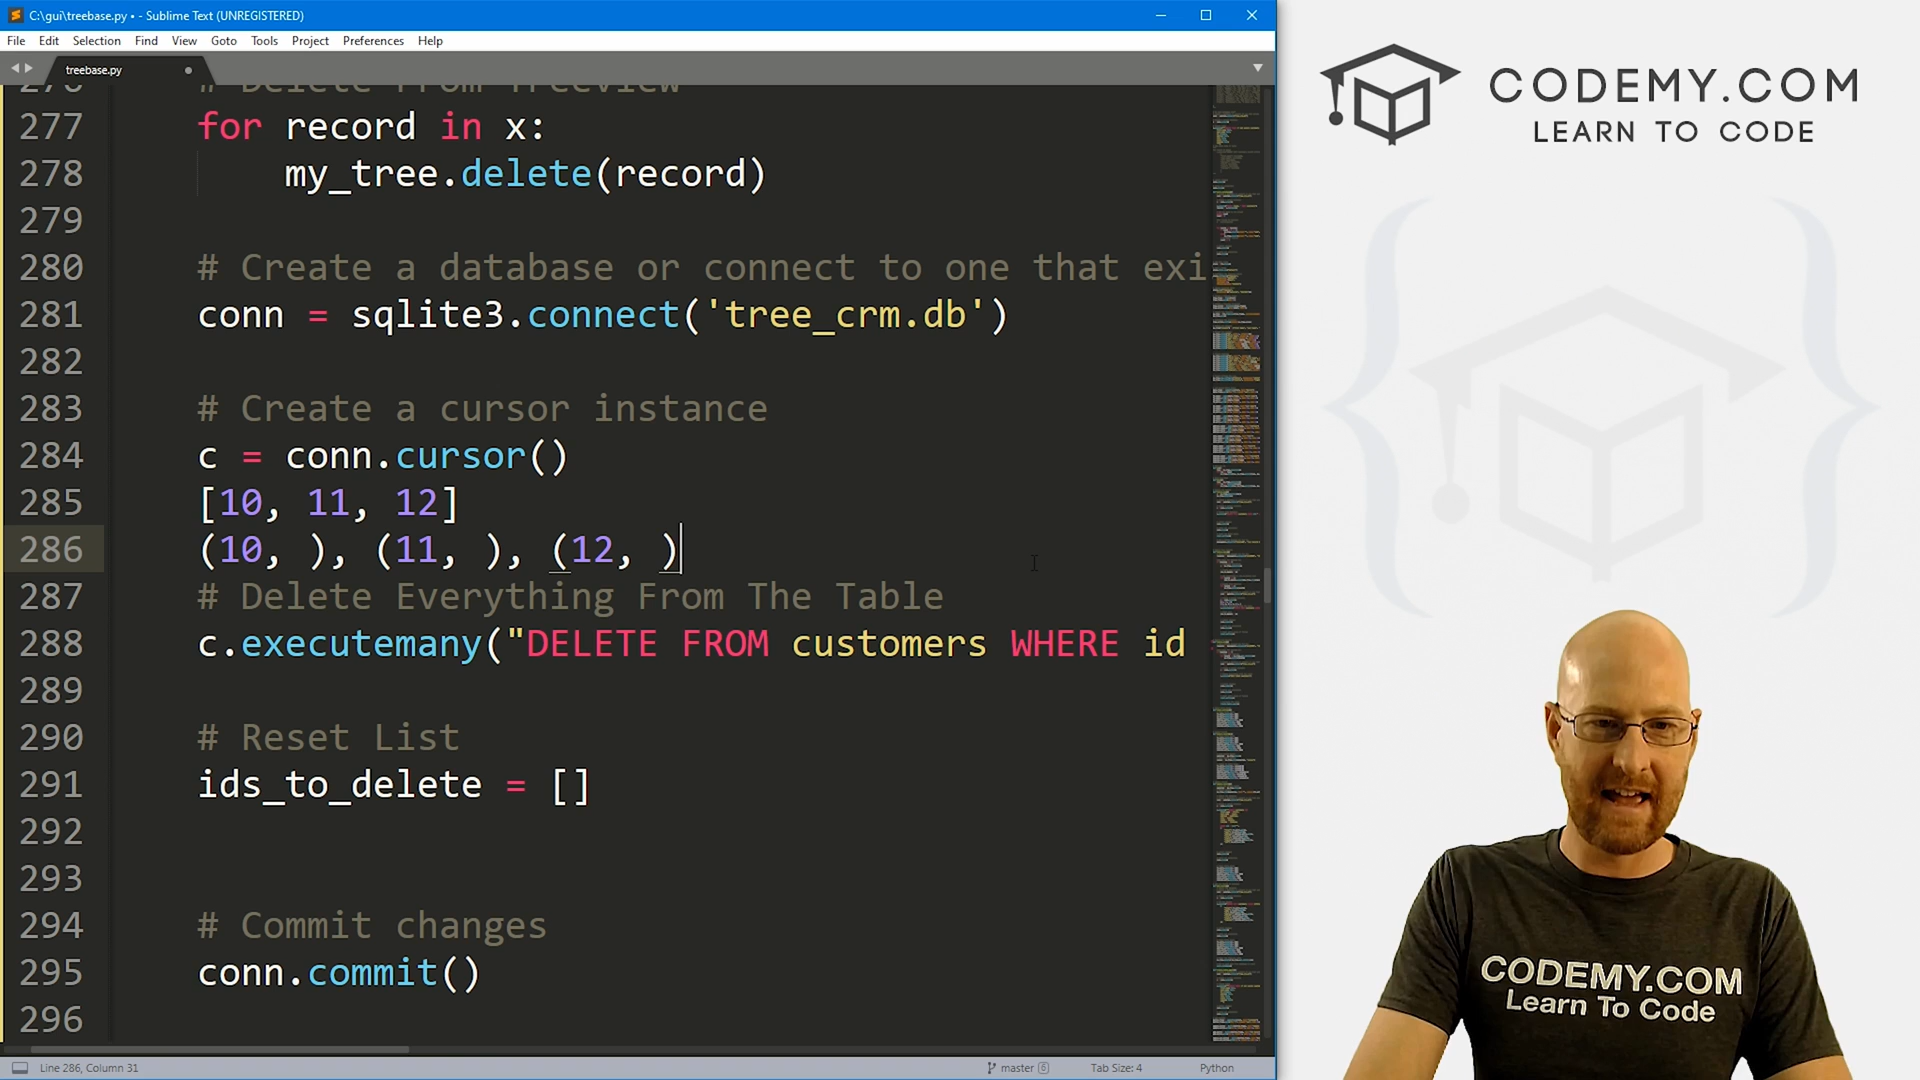 C:\gui\treebase.py • - Sublime Text (UNREGISTERED)
File Edit Selection Find View Goto Tools Project Preferences Help
treebase.py
276 # Delete From Treeview
277 for record in x:
278 my_tree.delete(record)
279
280 # Create a database or connect to one that exi
281 conn = sqlite3.connect('tree_crm.db')
282
283 # Create a cursor instance
284 c = conn.cursor()
285 [10, 11, 12]
286 (10, ), (11, ), (12, )
287 # Delete Everything From The Table
288 c.executemany("DELETE FROM customers WHERE id
289
290 # Reset List
291 ids_to_delete = []
292
293
294 # Commit changes
295 conn.commit()
296
Line 286, Column 31
master 6
Tab Size: 4
Python
CODEMY.COM
LEARN TO CODE
CODEMY.COM
Learn To Code